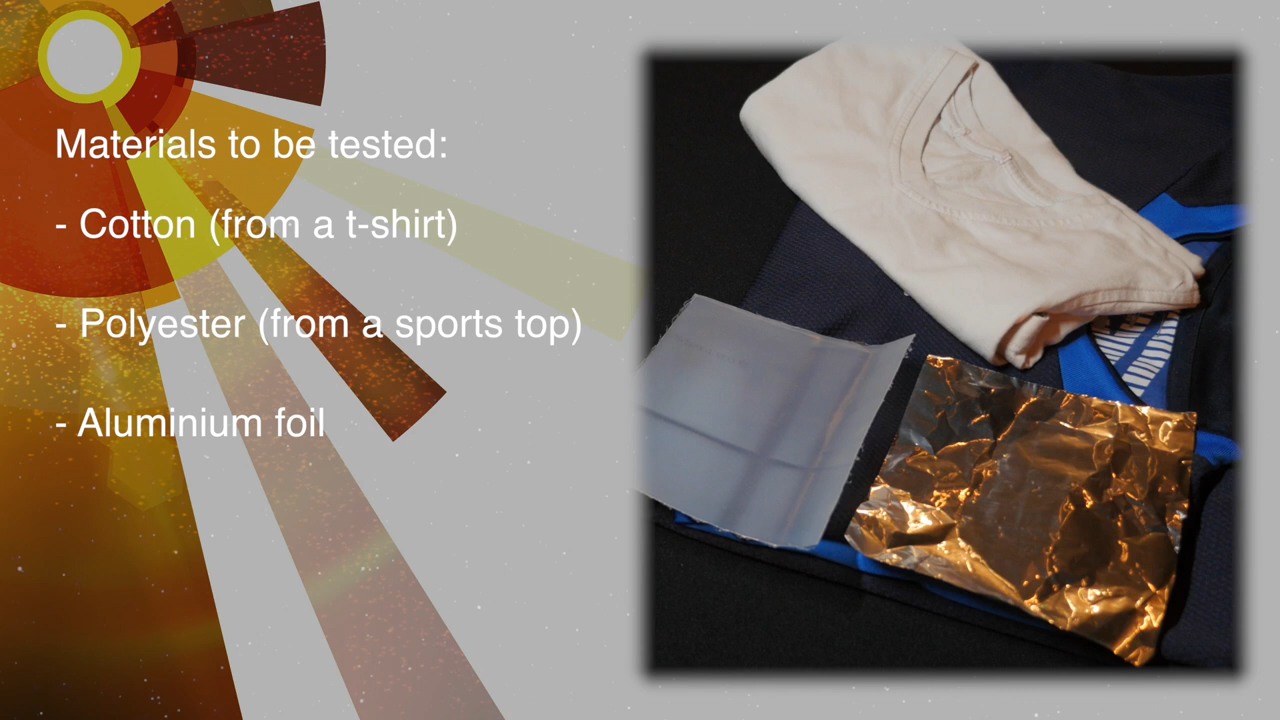 Materials to be tested:
- Cotton (from a t-shirt)
- Polyester (from a sports top)
- Aluminium foil